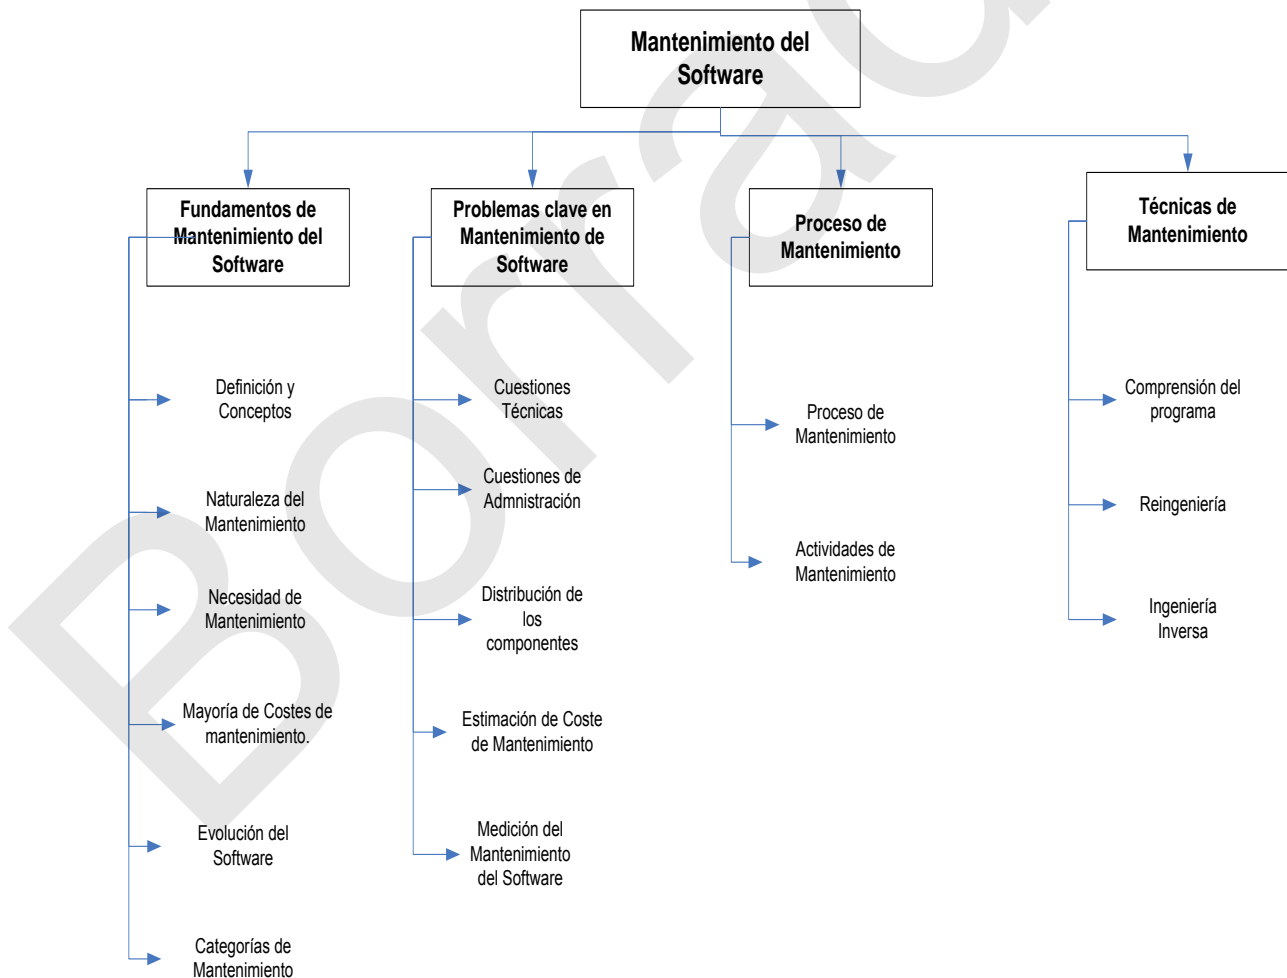 Mantenimiento del
Software
Fundamentos de
Mantenimiento del
Software
Definición y
Conceptos
Naturaleza del
Mantenimiento
Necesidad de
Mantenimiento
Mayoría de Costes de
mantenimiento.
Evolución del
Software
Categorías de
Mantenimiento
Problemas clave en
Mantenimiento de
Software
Cuestiones
Técnicas
Cuestiones de
Admnistración
Distribución de
los
componentes
Estimación de Coste
de Mantenimiento
Medición del
Mantenimiento
del Software
Proceso de
Mantenimiento
Proceso de
Mantenimiento
Actividades de
Mantenimiento
Técnicas de
Mantenimiento
Comprensión del
programa
Reingeniería
Ingeniería
Inversa